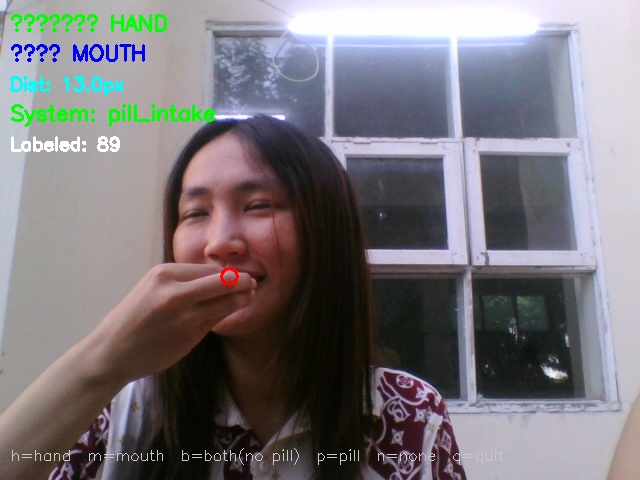 ??????? HAND
???? MOUTH
Dist: 13.0px
System: pill_intake
Labeled: 89
h=hand m=mouth b=both(no pill) p=pill n=none q=quit